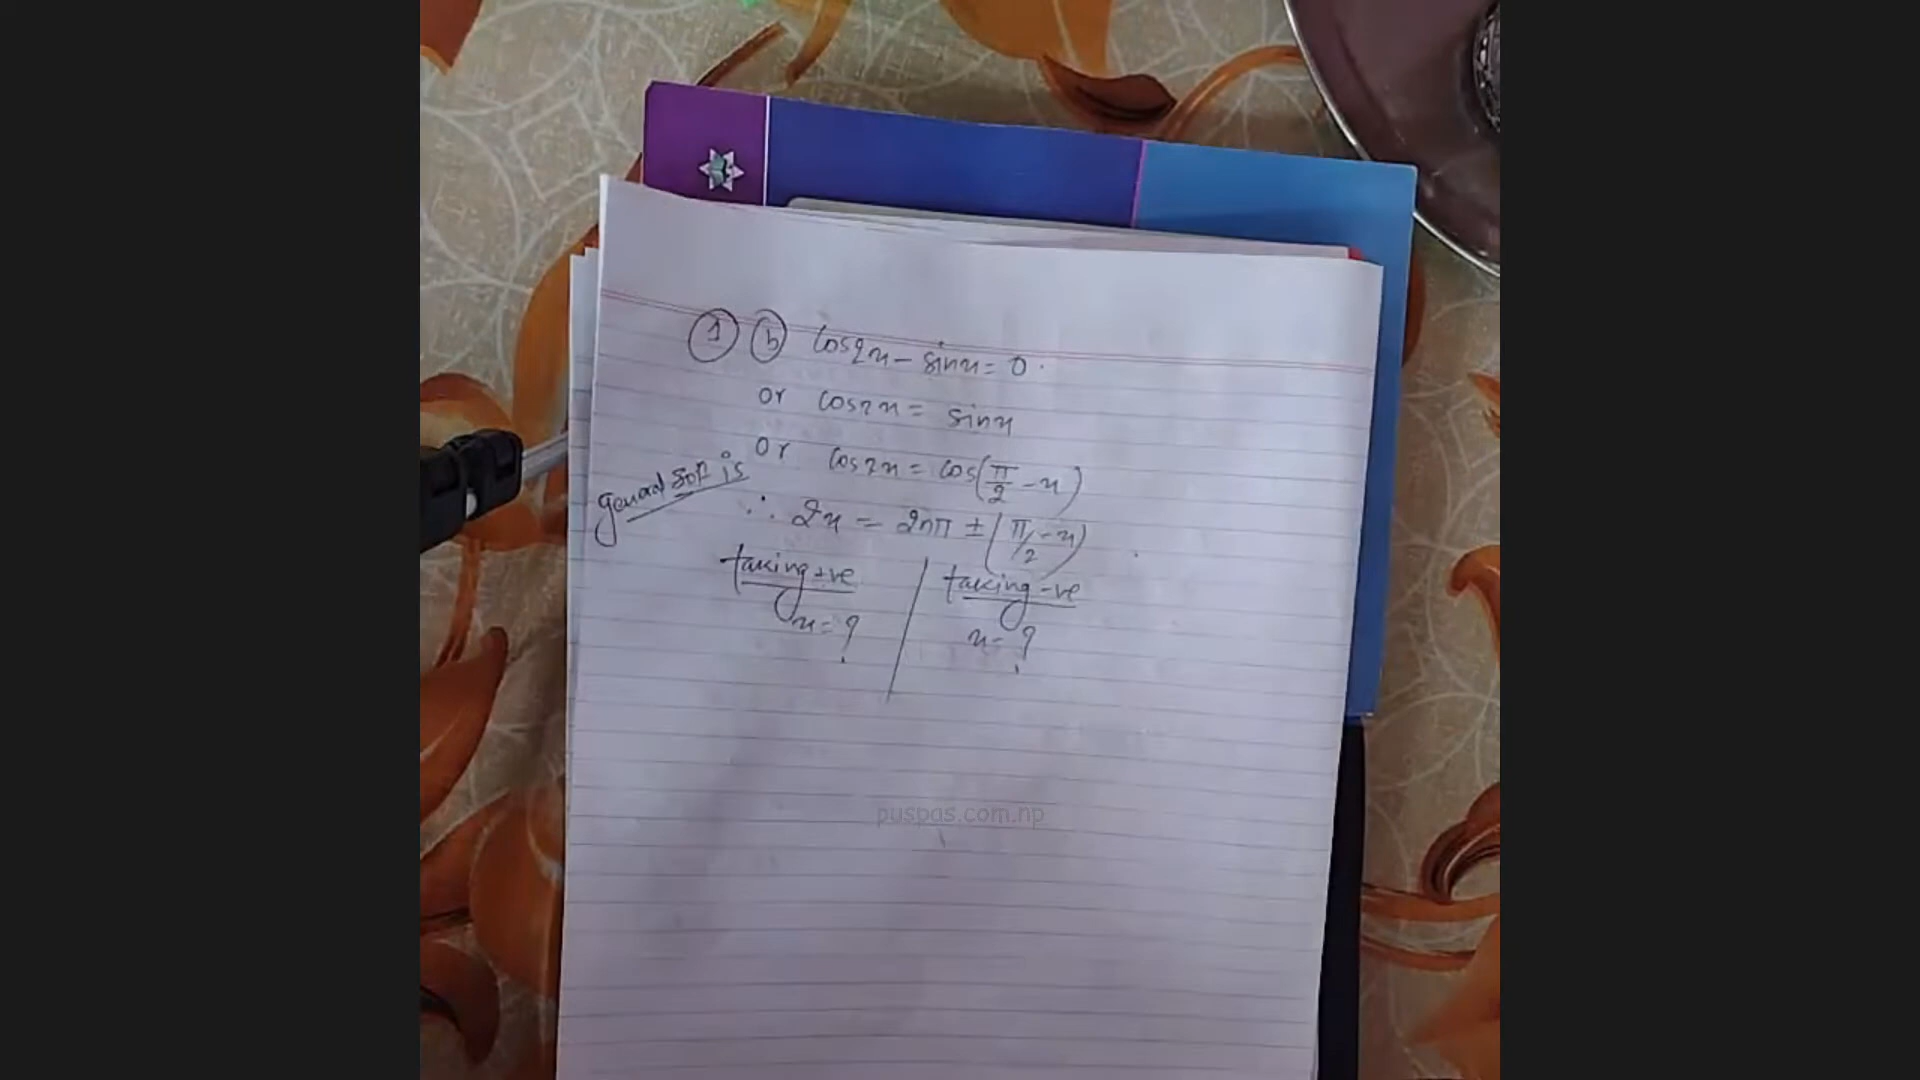 1 b cos2x - sinx = 0.
or cos2x = sinx
or cos2x = cos(π/2 - x)
general solⁿ is
∴ 2x = 2nπ ± (π/2 - x)
taking +ve
x = ?
taking -ve
x = ?
puspas.com.np